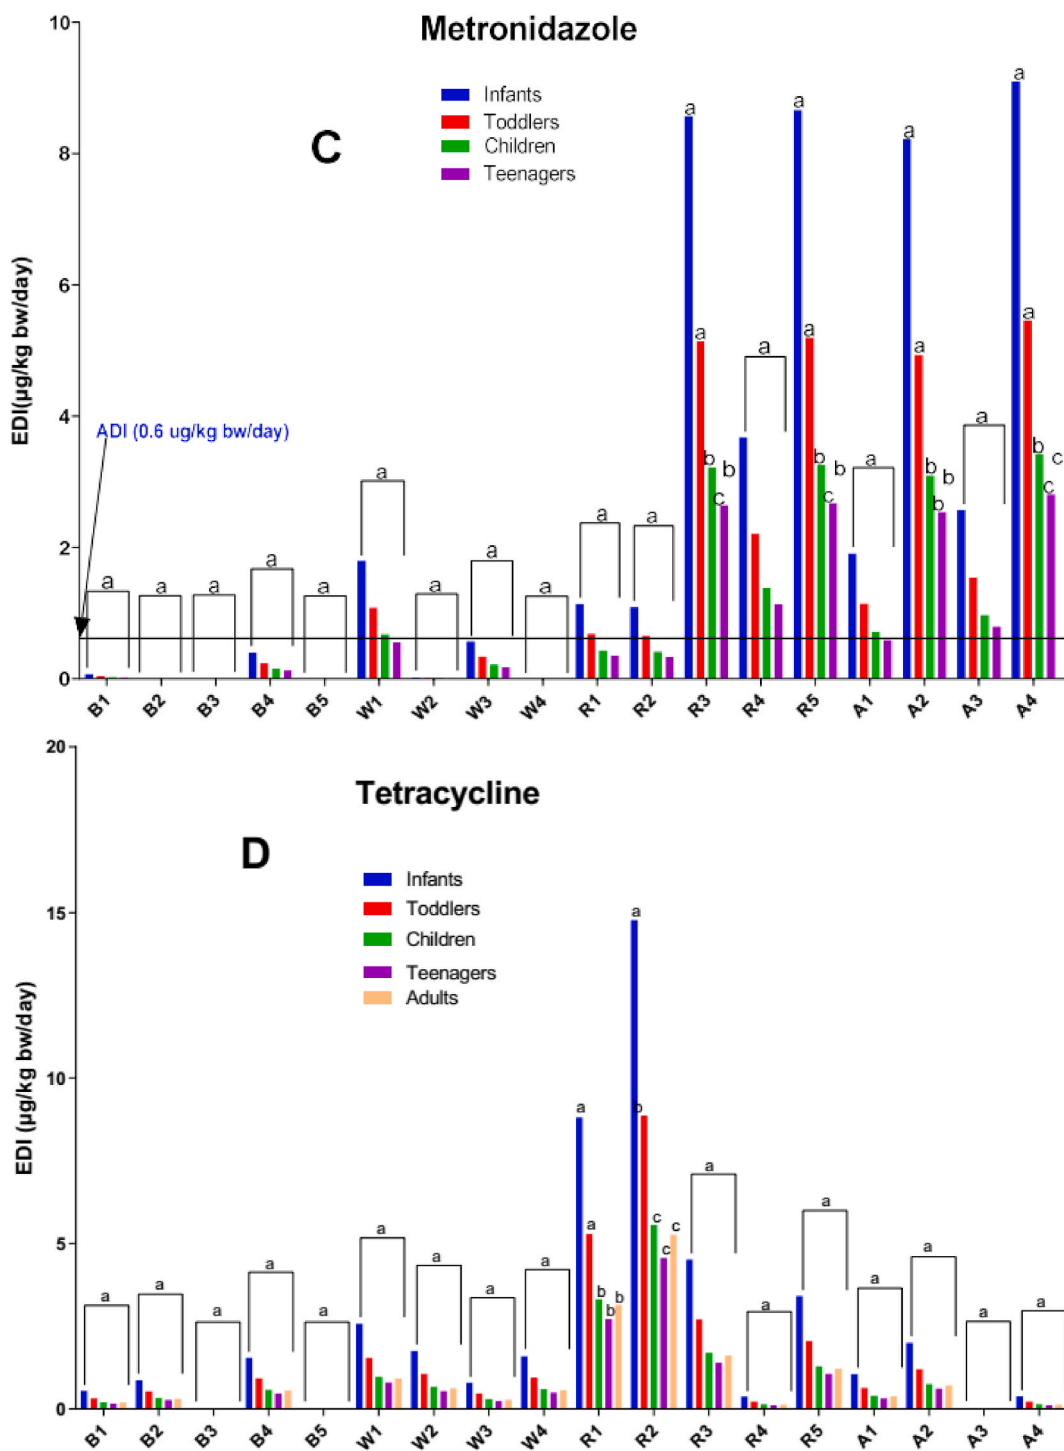 Metronidazole
C
Infants
Toddlers
Children
Teenagers
EDI(µg/kg bw/day)
10
8
6
4
2
0
ADI (0.6 ug/kg bw/day)
a a a a a a a a a a a
a a b c b
a
a a b c b
a
a a b b b
a
a a b c c
B1 B2 B3 B4 B5 W1 W2 W3 W4 R1 R2 R3 R4 R5 A1 A2 A3 A4
Tetracycline
D
Infants
Toddlers
Children
Teenagers
Adults
EDI (µg/kg bw/day)
20
15
10
5
0
a a a a a a a a a
a a b b b
a b c c c
a a a a a a a
B1 B2 B3 B4 B5 W1 W2 W3 W4 R1 R2 R3 R4 R5 A1 A2 A3 A4